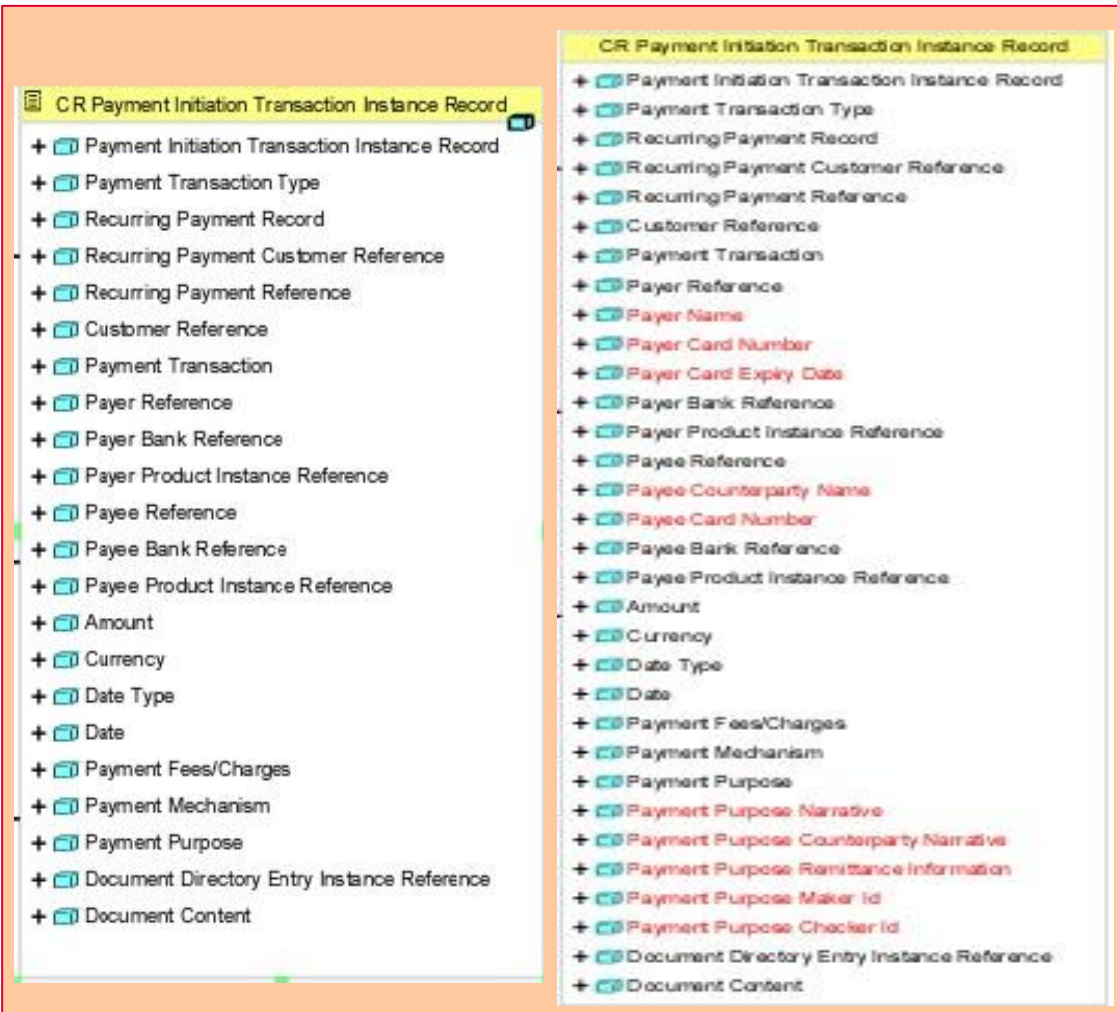 CR Payment Initiation Transaction Instance Record
+ Payment Initiation Transaction Instance Record
+ Payment Transaction Type
+ Recurring Payment Record
+ Recurring Payment Customer Reference
+ Recurring Payment Reference
+ Customer Reference
+ Payment Transaction
+ Payer Reference
+ Payer Bank Reference
+ Payer Product Instance Reference
+ Payee Reference
+ Payee Bank Reference
+ Payee Product Instance Reference
+ Amount
+ Currency
+ Date Type
+ Date
+ Payment Fees/Charges
+ Payment Mechanism
+ Payment Purpose
+ Document Directory Entry Instance Reference
+ Document Content
CR Payment Initiation Transaction Instance Record
+ Payment Initiation Transaction Instance Record
+ Payment Transaction Type
+ Recurring Payment Record
+ Recurring Payment Customer Reference
+ Recurring Payment Reference
+ Customer Reference
+ Payment Transaction
+ Payer Reference
+ Payer Name
+ Payer Card Number
+ Payer Card Expiry Date
+ Payer Bank Reference
+ Payer Product Instance Reference
+ Payee Reference
+ Payee Counterparty Name
+ Payee Card Number
+ Payee Bank Reference
+ Payee Product Instance Reference
+ Amount
+ Currency
+ Date Type
+ Date
+ Payment Fees/Charges
+ Payment Mechanism
+ Payment Purpose
+ Payment Purpose Narrative
+ Payment Purpose Counterparty Narrative
+ Payment Purpose Remittance Information
+ Payment Purpose Maker Id
+ Payment Purpose Checker Id
+ Document Directory Entry Instance Reference
+ Document Content